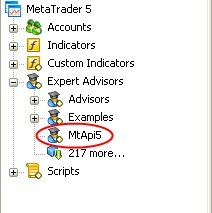 MetaTrader 5
Accounts
Indicators
Custom Indicators
Expert Advisors
Advisors
Examples
MtApi5
217 more...
Scripts